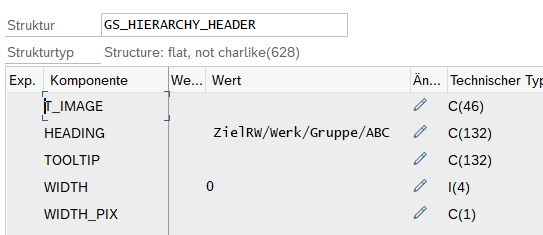 Struktur GS_HIERARCHY_HEADER
Strukturtyp Structure: flat, not charlike(628)
Exp. Komponente We... Wert Än... Technischer Typ
T_IMAGE C(46)
HEADING ZielRW/Werk/Gruppe/ABC C(132)
TOOLTIP C(132)
WIDTH 0 I(4)
WIDTH_PIX C(1)